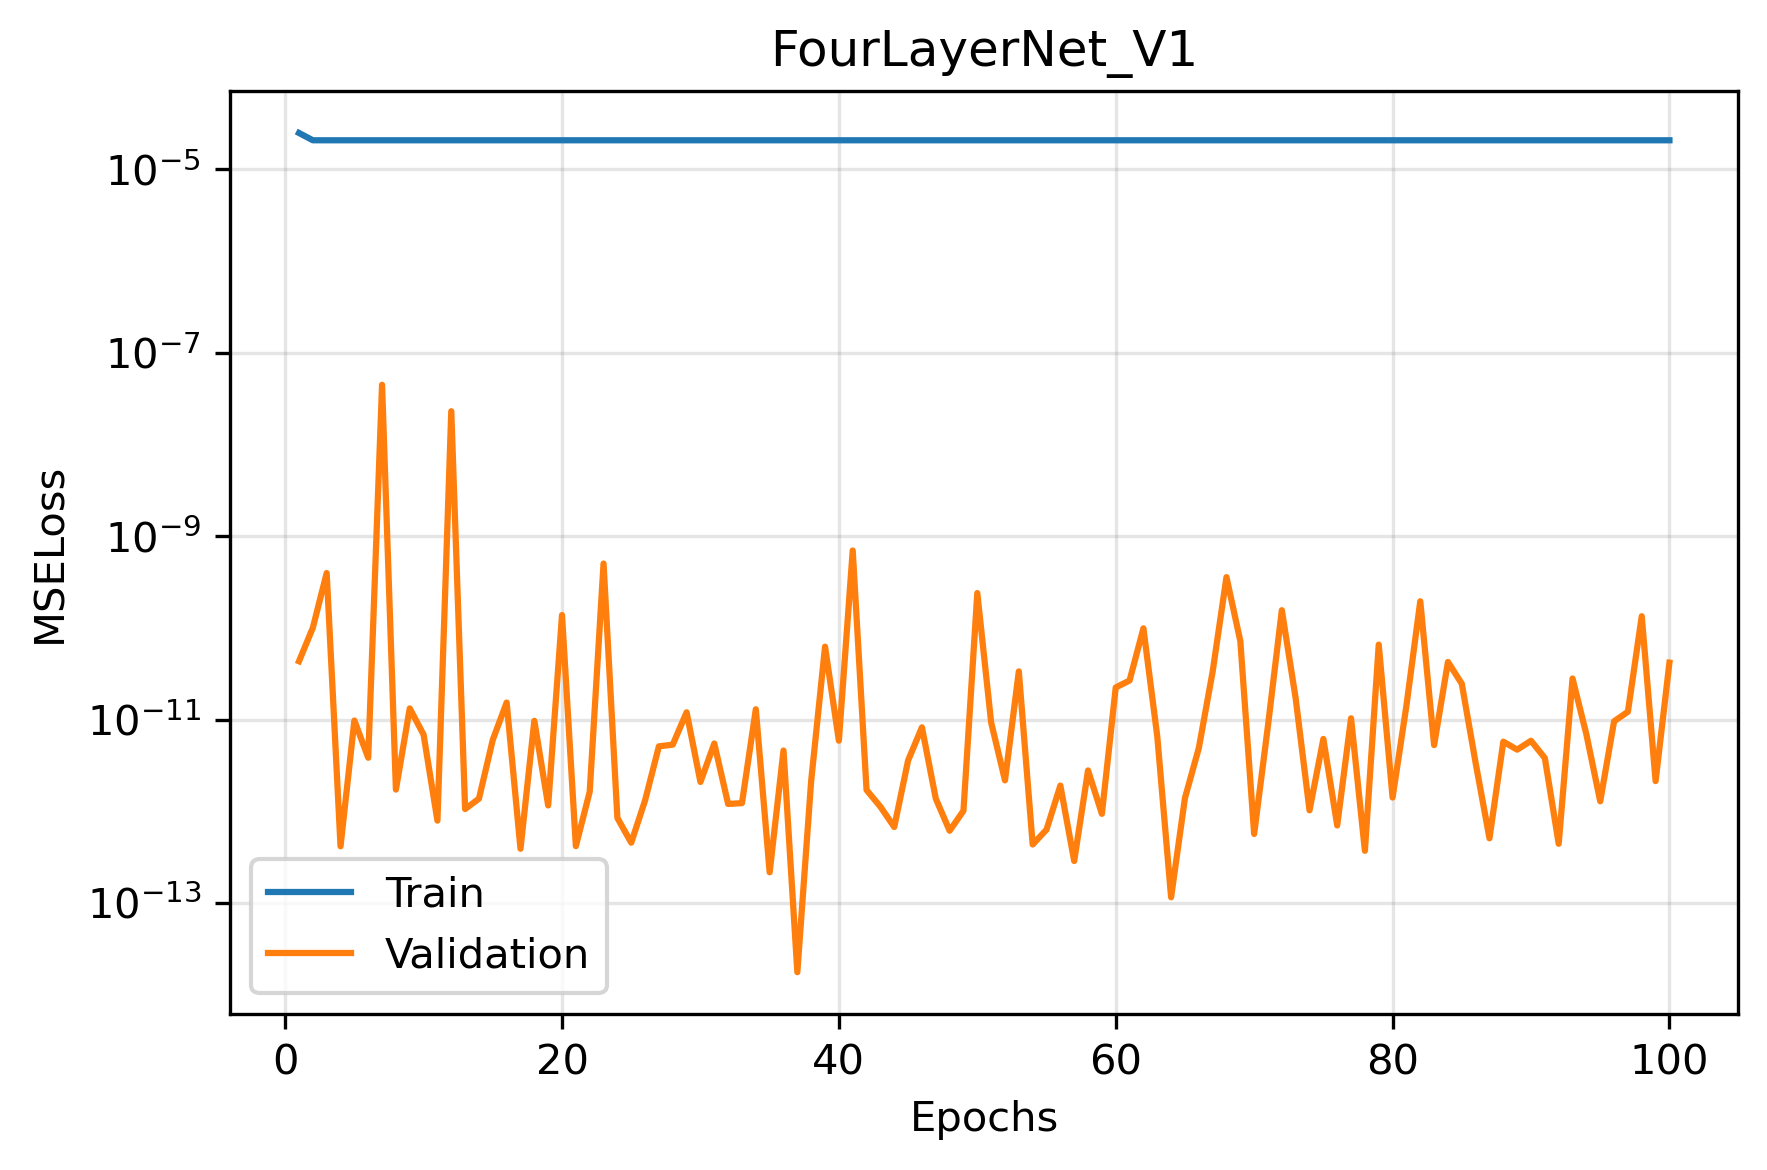 FourLayerNet_V1
MSELoss
10⁻⁵
10⁻⁷
10⁻⁹
10⁻¹¹
10⁻¹³
Train
Validation
0 20 40 60 80 100
Epochs